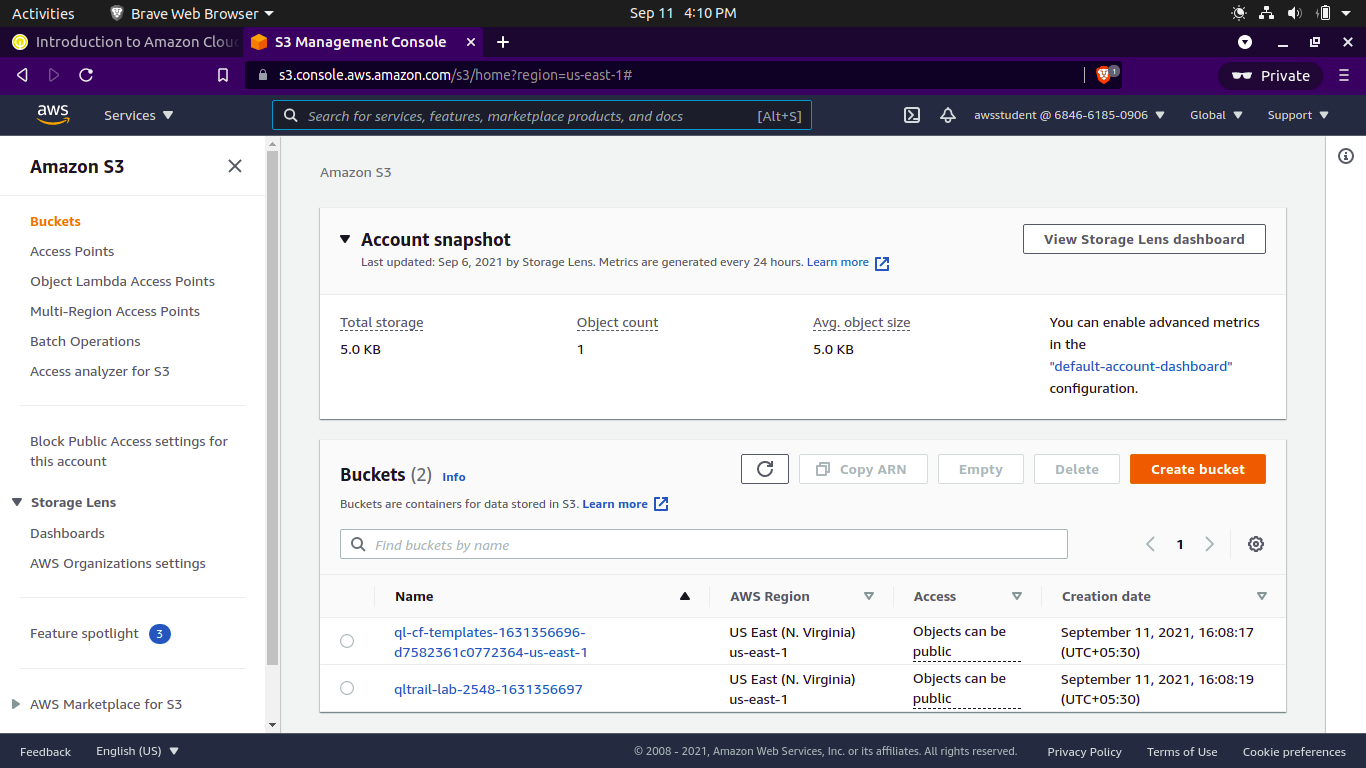 Activities
Brave Web Browser
Sep 11 4:10 PM
Introduction to Amazon Clou
S3 Management Console
s3.console.aws.amazon.com/s3/home?region=us-east-1#
1
Private
aws
Services
Search for services, features, marketplace products, and docs
[Alt+S]
awsstudent @ 6846-6185-0906
Global
Support
Amazon S3
Buckets
Access Points
Object Lambda Access Points
Multi-Region Access Points
Batch Operations
Access analyzer for S3
Block Public Access settings for
this account
Storage Lens
Dashboards
AWS Organizations settings
Feature spotlight 3
AWS Marketplace for S3
Amazon S3
Account snapshot
View Storage Lens dashboard
Last updated: Sep 6, 2021 by Storage Lens. Metrics are generated every 24 hours. Learn more
Total storage
5.0 KB
Object count
1
Avg. object size
5.0 KB
You can enable advanced metrics
in the
"default-account-dashboard"
configuration.
Buckets (2) Info
Copy ARN
Empty
Delete
Create bucket
Buckets are containers for data stored in S3. Learn more
Find buckets by name
1
Name
AWS Region
Access
Creation date
ql-cf-templates-1631356696-
d7582361c0772364-us-east-1
US East (N. Virginia)
us-east-1
Objects can be
public
September 11, 2021, 16:08:17
(UTC+05:30)
qltrail-lab-2548-1631356697
US East (N. Virginia)
us-east-1
Objects can be
public
September 11, 2021, 16:08:19
(UTC+05:30)
Feedback
English (US)
© 2008 - 2021, Amazon Web Services, Inc. or its affiliates. All rights reserved.
Privacy Policy
Terms of Use
Cookie preferences